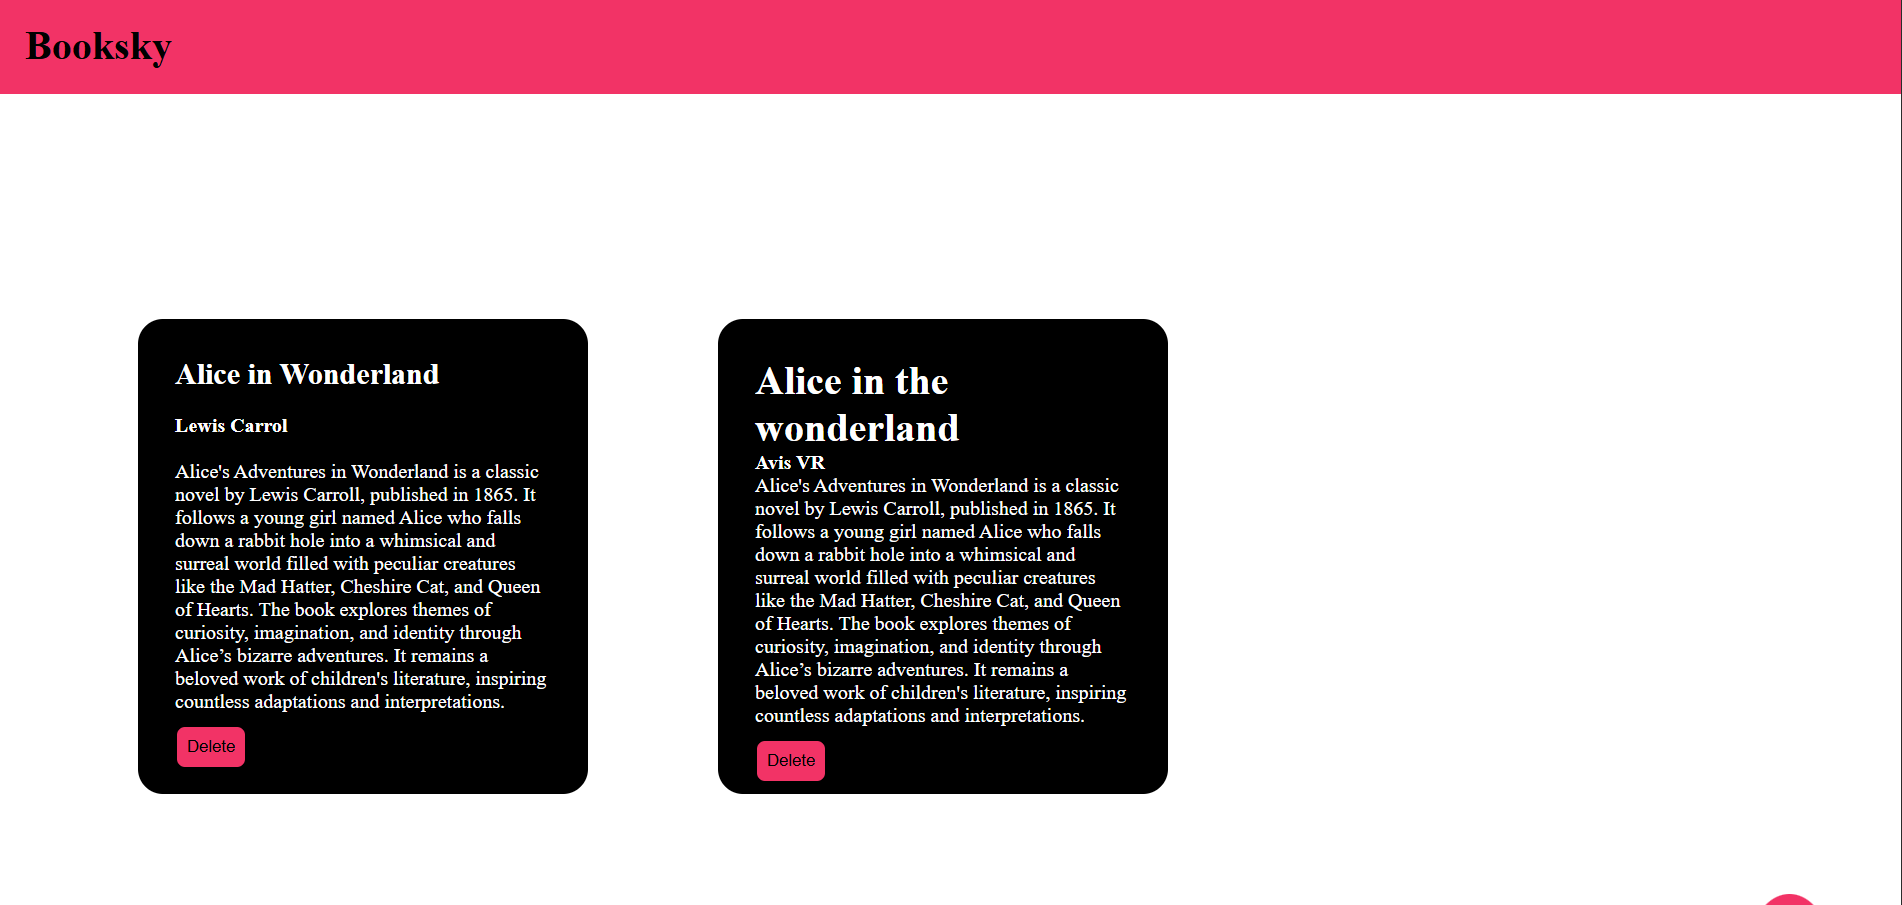 Booksky
Alice in Wonderland
Lewis Carrol
Alice's Adventures in Wonderland is a classic
novel by Lewis Carroll, published in 1865. It
follows a young girl named Alice who falls
down a rabbit hole into a whimsical and
surreal world filled with peculiar creatures
like the Mad Hatter, Cheshire Cat, and Queen
of Hearts. The book explores themes of
curiosity, imagination, and identity through
Alice’s bizarre adventures. It remains a
beloved work of children's literature, inspiring
countless adaptations and interpretations.
Delete
Alice in the
wonderland
Avis VR
Alice's Adventures in Wonderland is a classic
novel by Lewis Carroll, published in 1865. It
follows a young girl named Alice who falls
down a rabbit hole into a whimsical and
surreal world filled with peculiar creatures
like the Mad Hatter, Cheshire Cat, and Queen
of Hearts. The book explores themes of
curiosity, imagination, and identity through
Alice’s bizarre adventures. It remains a
beloved work of children's literature, inspiring
countless adaptations and interpretations.
Delete